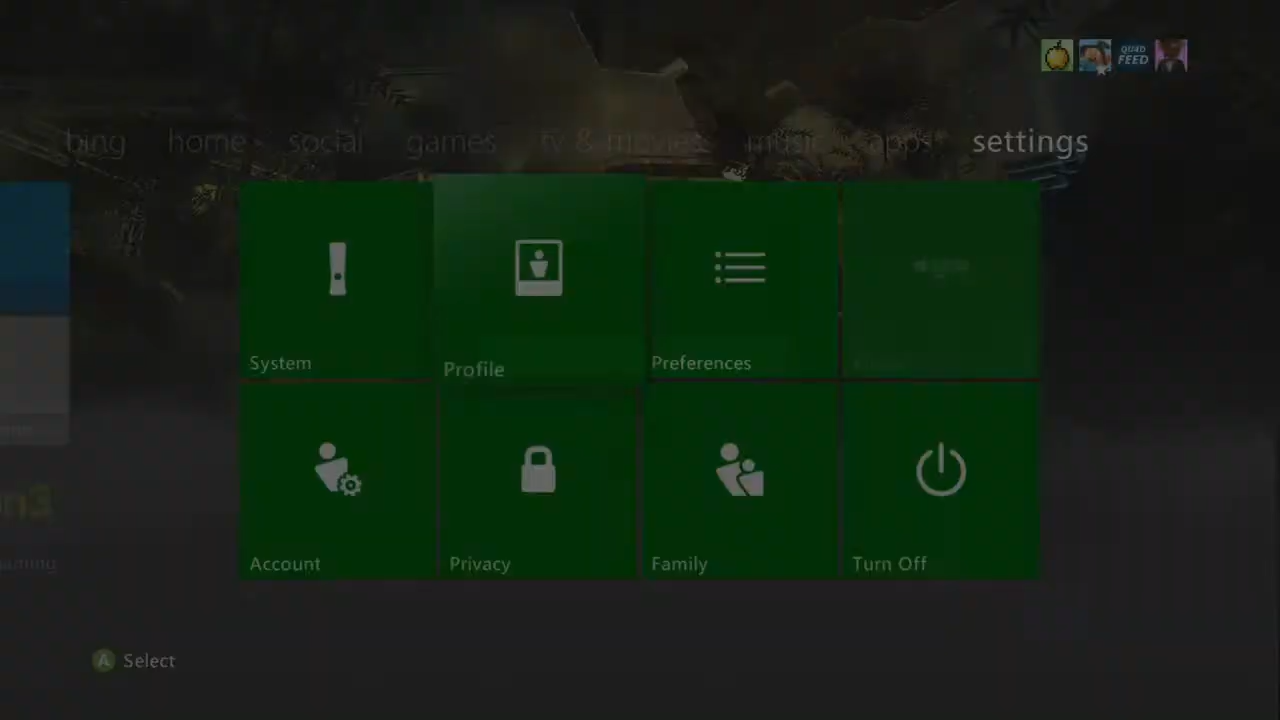 QUAD
FEED
bing home social games tv & movies music apps settings
System
Profile
Preferences
Account
Privacy
Family
Turn Off
A Select